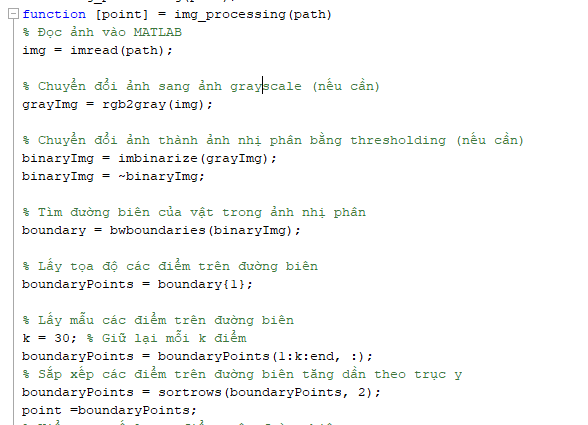 function [point] = img_processing(path)
% Đọc ảnh vào MATLAB
img = imread(path);
% Chuyển đổi ảnh sang ảnh grayscale (nếu cần)
grayImg = rgb2gray(img);
% Chuyển đổi ảnh thành ảnh nhị phân bằng thresholding (nếu cần)
binaryImg = imbinarize(grayImg);
binaryImg = ~binaryImg;
% Tìm đường biên của vật trong ảnh nhị phân
boundary = bwboundaries(binaryImg);
% Lấy tọa độ các điểm trên đường biên
boundaryPoints = boundary{1};
% Lấy mẫu các điểm trên đường biên
k = 30; % Giữ lại mỗi k điểm
boundaryPoints = boundaryPoints(1:k:end, :);
% Sắp xếp các điểm trên đường biên tăng dần theo trục y
boundaryPoints = sortrows(boundaryPoints, 2);
point =boundaryPoints;